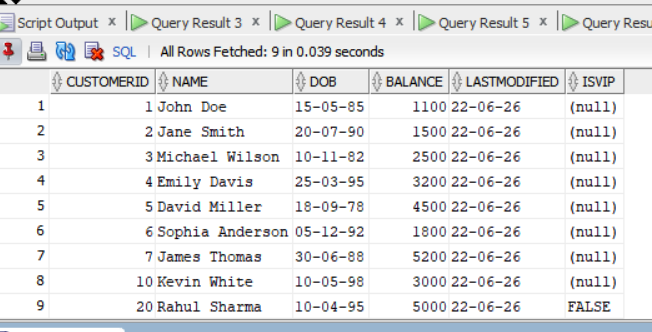 Script Output × Query Result 3 × Query Result 4 × Query Result 5 × Query Resu
SQL | All Rows Fetched: 9 in 0.039 seconds
CUSTOMERID NAME DOB BALANCE LASTMODIFIED ISVIP
1 1 John Doe 15-05-85 1100 22-06-26 (null)
2 2 Jane Smith 20-07-90 1500 22-06-26 (null)
3 3 Michael Wilson 10-11-82 2500 22-06-26 (null)
4 4 Emily Davis 25-03-95 3200 22-06-26 (null)
5 5 David Miller 18-09-78 4500 22-06-26 (null)
6 6 Sophia Anderson 05-12-92 1800 22-06-26 (null)
7 7 James Thomas 30-06-88 5200 22-06-26 (null)
8 10 Kevin White 10-05-98 3000 22-06-26 (null)
9 20 Rahul Sharma 10-04-95 5000 22-06-26 FALSE